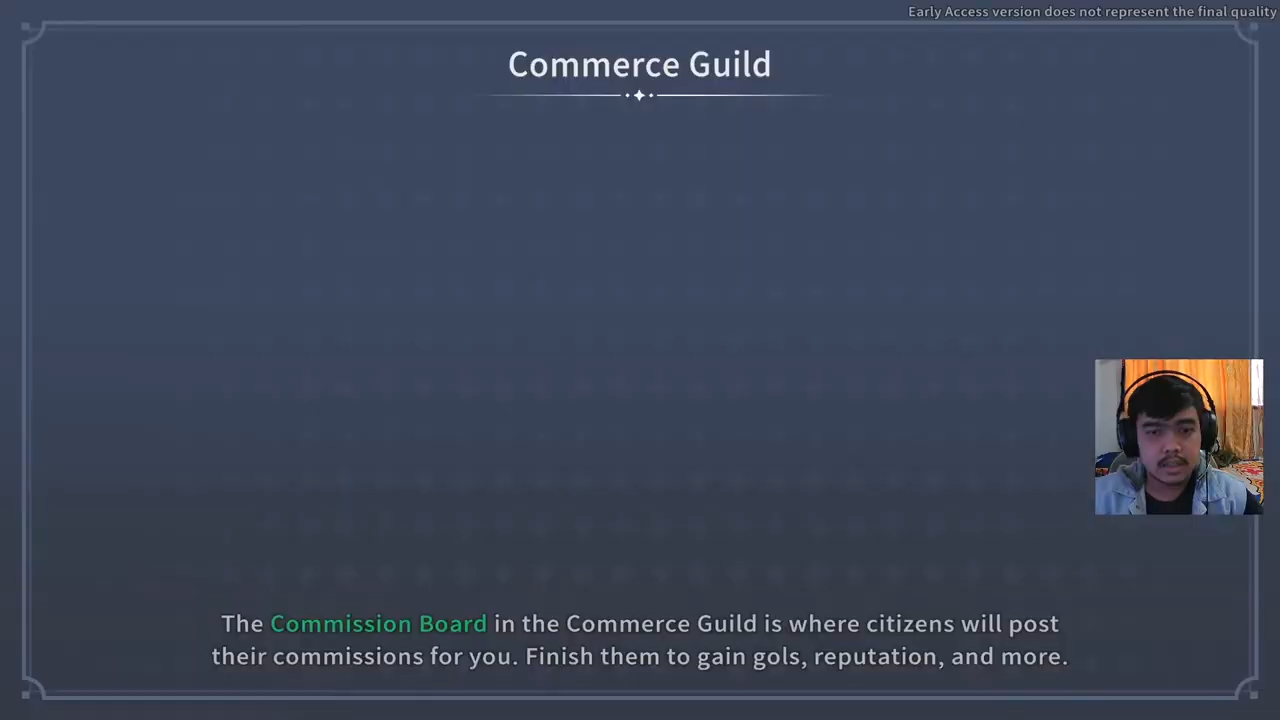 Early Access version does not represent the final quality
Commerce Guild
The Commission Board in the Commerce Guild is where citizens will post
their commissions for you. Finish them to gain gols, reputation, and more.